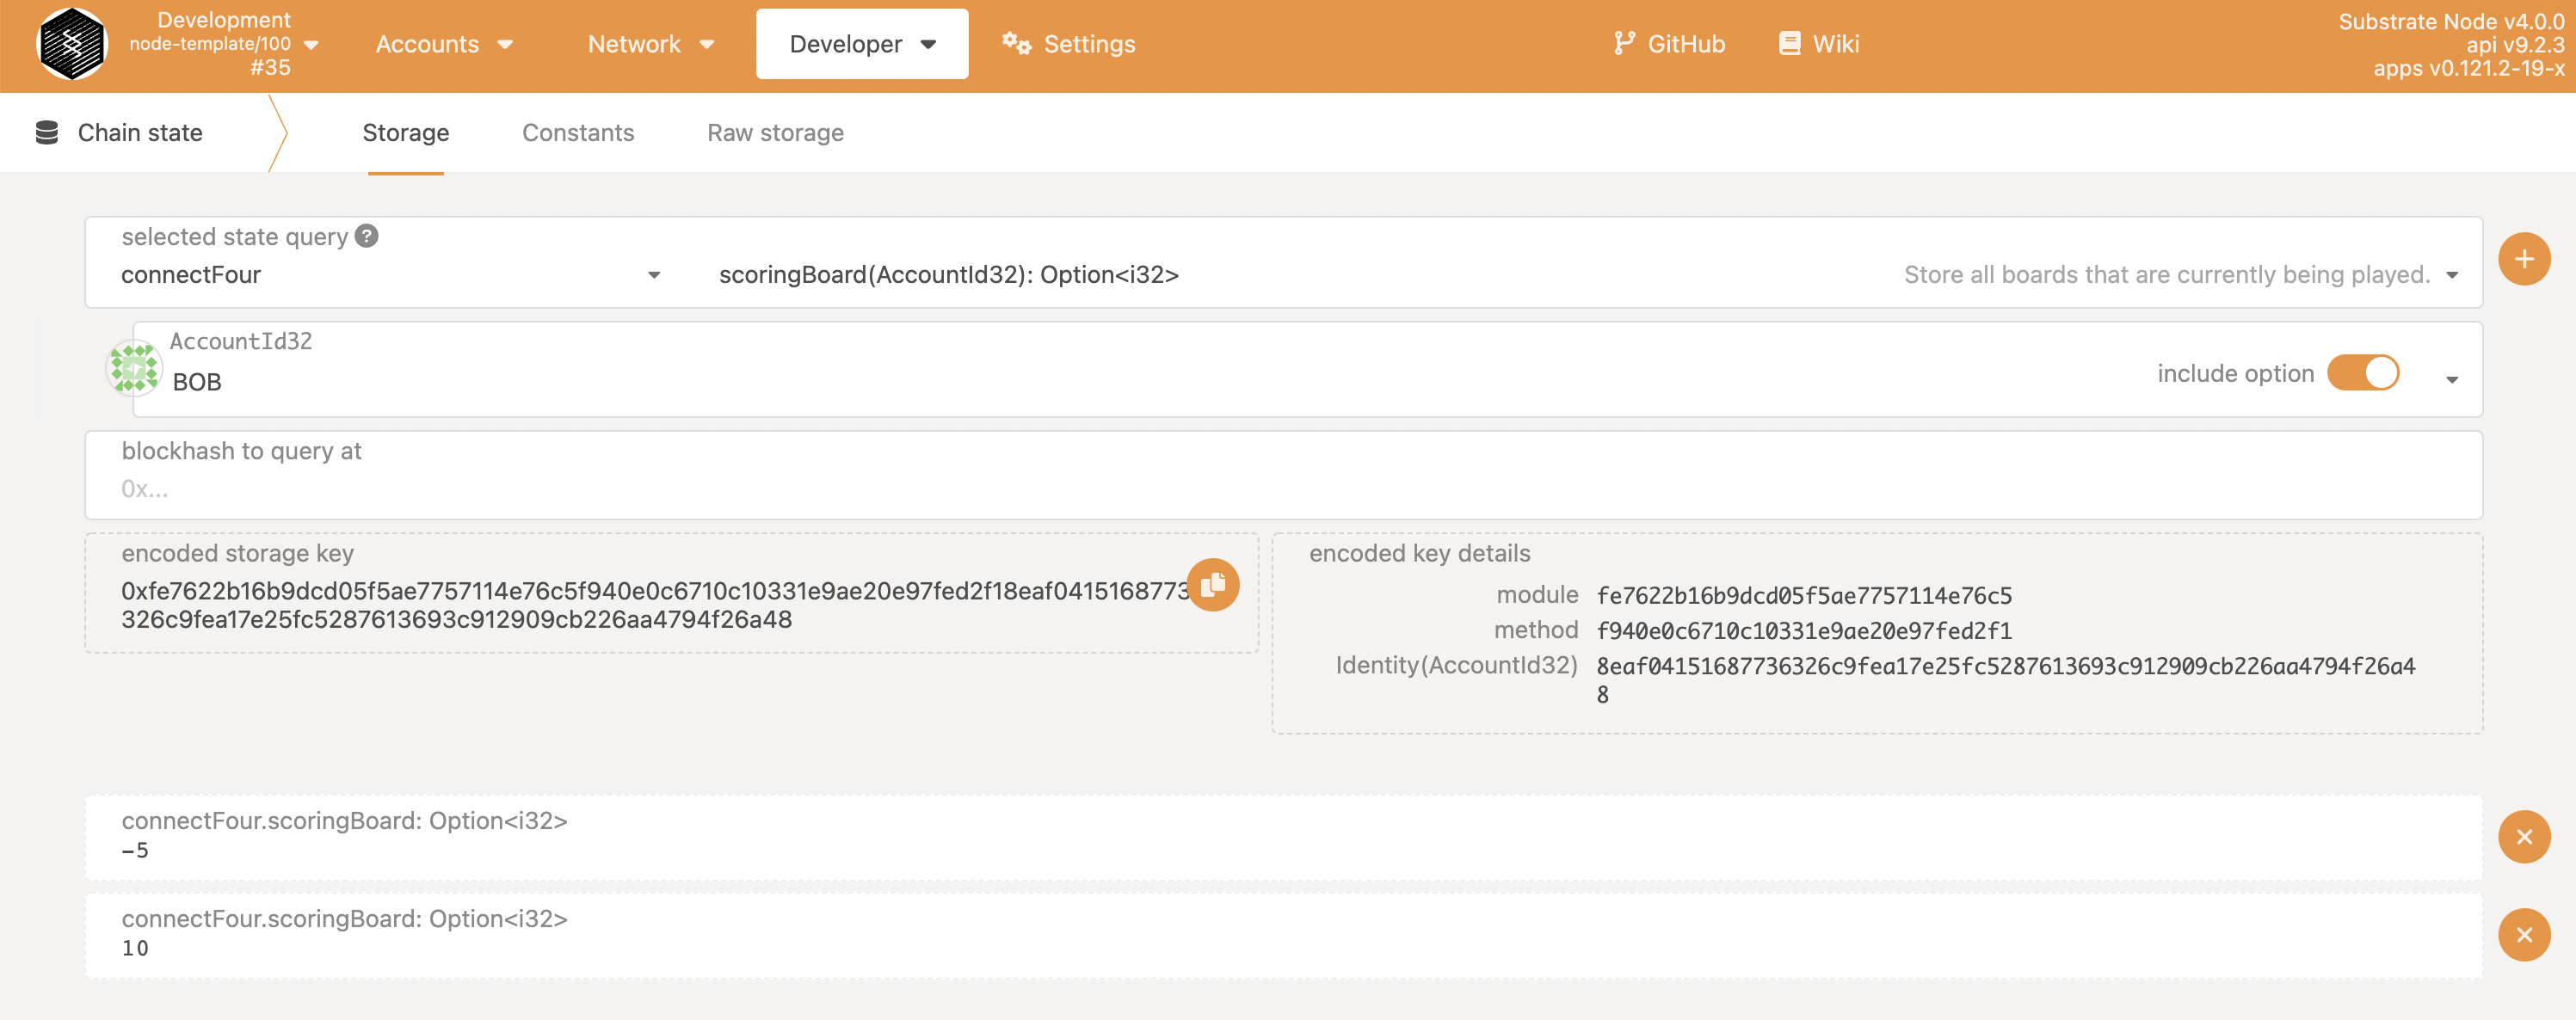 Development
node-template/100
#35
Accounts
Network
Developer
Settings
GitHub
Wiki
Substrate Node v4.0.0
api v9.2.3
apps v0.121.2-19-x
Chain state
Storage
Constants
Raw storage
selected state query ?
connectFour
scoringBoard(AccountId32): Option<i32>
Store all boards that are currently being played.
AccountId32
BOB
include option
blockhash to query at
0x...
encoded storage key
0xfe7622b16b9dcd05f5ae7757114e76c5f940e0c6710c10331e9ae20e97fed2f18eaf0415168773
326c9fea17e25fc5287613693c912909cb226aa4794f26a48
encoded key details
module fe7622b16b9dcd05f5ae7757114e76c5
method f940e0c6710c10331e9ae20e97fed2f1
Identity(AccountId32) 8eaf04151687736326c9fea17e25fc5287613693c912909cb226aa4794f26a4
8
connectFour.scoringBoard: Option<i32>
-5
connectFour.scoringBoard: Option<i32>
10